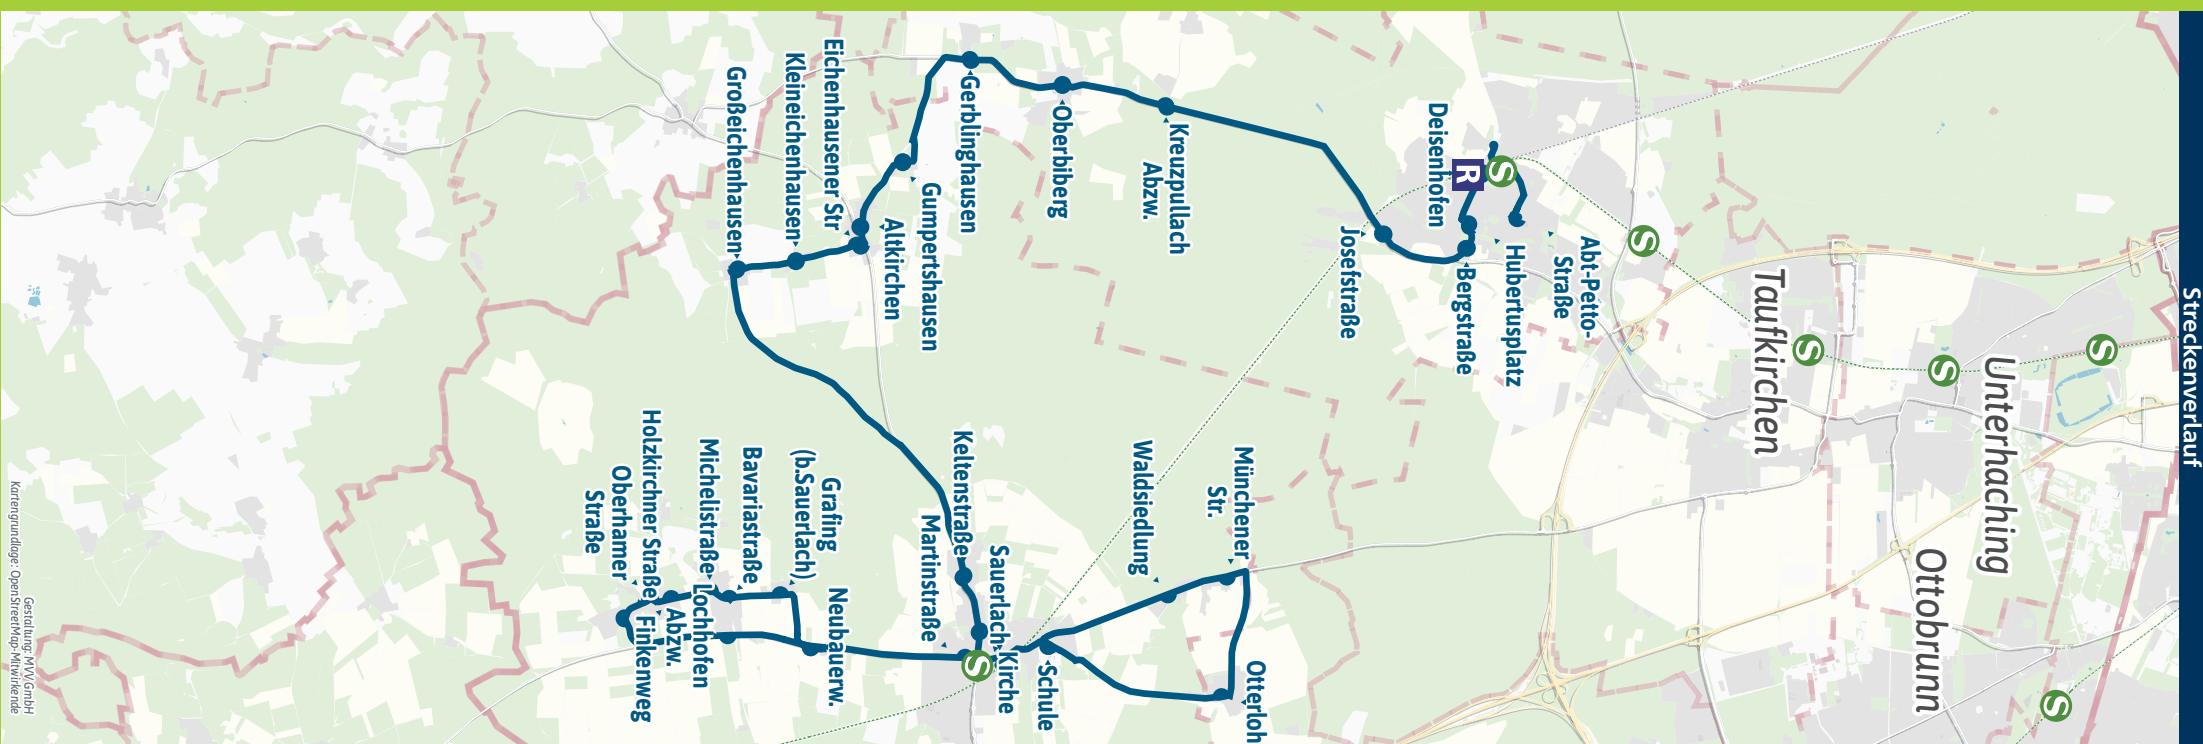 Streckenverlauf
Unterhaching
Ottobrunn
Taufkirchen
Abt-Petto-
Straße
Hubertusplatz
Bergstraße
Deisenhofen
R
S
S
S
S
S
S
S
Josefstraße
Kreuzpullach
Abzw.
Oberbiberg
Gerblinghausen
Gumpertshausen
Altkirchen
Eichenhausener Str
Kleineichenhausen
Großeichenhausen
Otterloh
Münchener
Str.
Waldsiedlung
Schule
Sauerlach, Kirche
Keltenstraße
Martinstraße
Neubauerw.
Grafing
(b.Sauerlach)
Bavariastraße
Michelistraße
Lochhofen
Abzw.
Holzkirchner Straße
Finkenweg
Oberhamer
Straße
Gestaltung: MVV GmbH
Kartengrundlage: OpenStreetMap-Mitwirkende